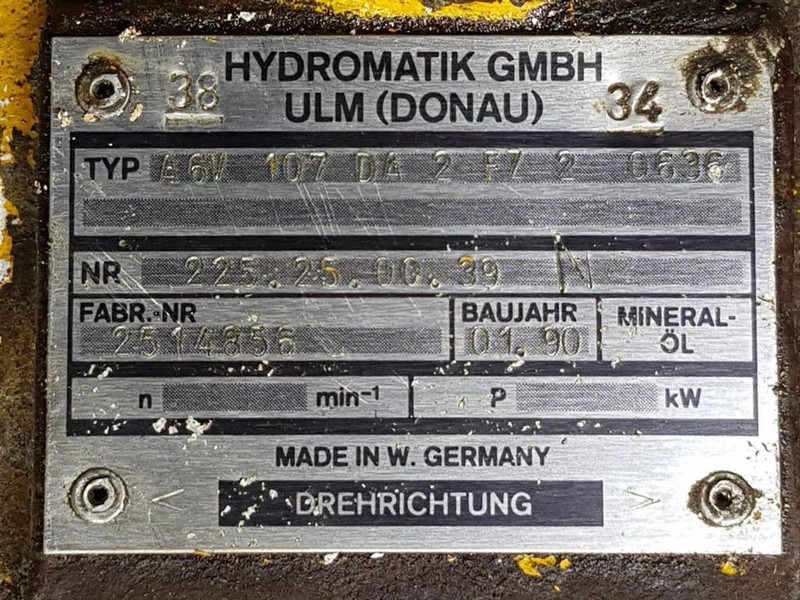 HYDROMATIK GMBH
38 ULM (DONAU) 34
TYP A6V 107 DA 2 FZ 2 0636
NR 225.25.00.39 N
FABR.-NR BAUJAHR MINERAL-
2514856 01.90 ÖL
n min⁻¹ P kW
MADE IN W. GERMANY
< DREHRICHTUNG >